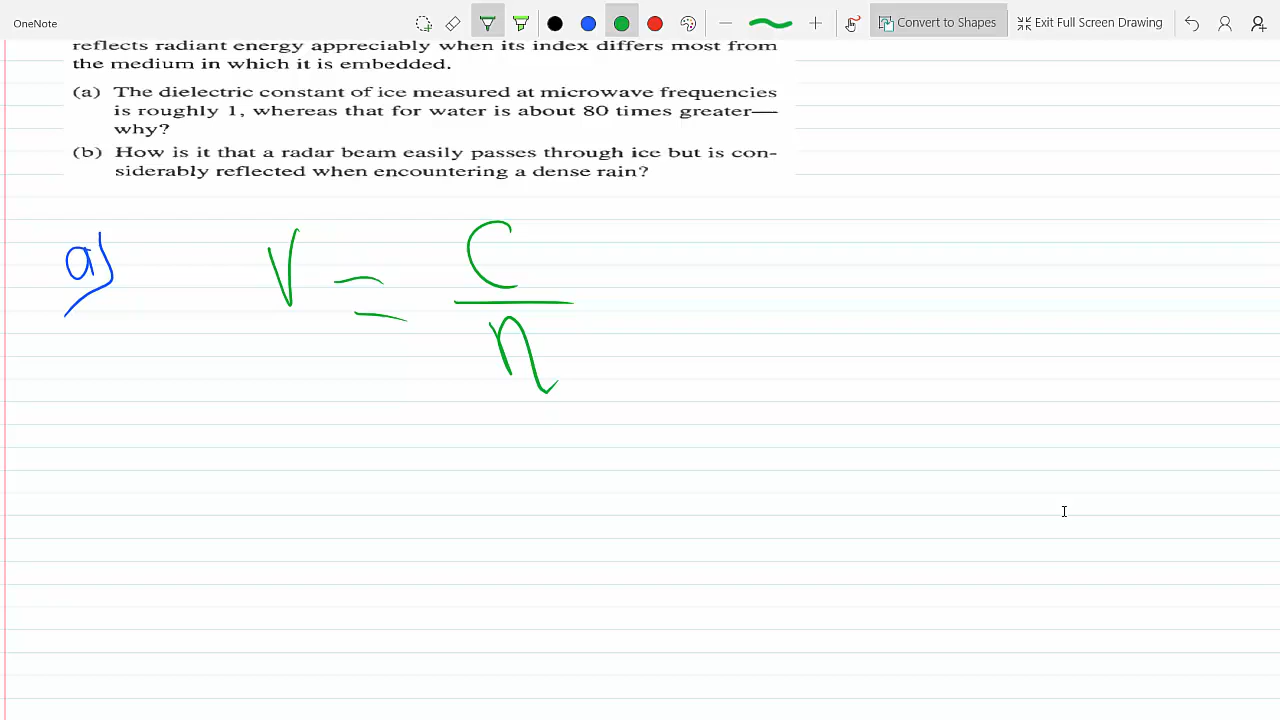 OneNote
Convert to Shapes
Exit Full Screen Drawing
reflects radiant energy appreciably when its index differs most from
the medium in which it is embedded.
(a) The dielectric constant of ice measured at microwave frequencies
is roughly 1, whereas that for water is about 80 times greater—
why?
(b) How is it that a radar beam easily passes through ice but is con-
siderably reflected when encountering a dense rain?
a)
V = C
n